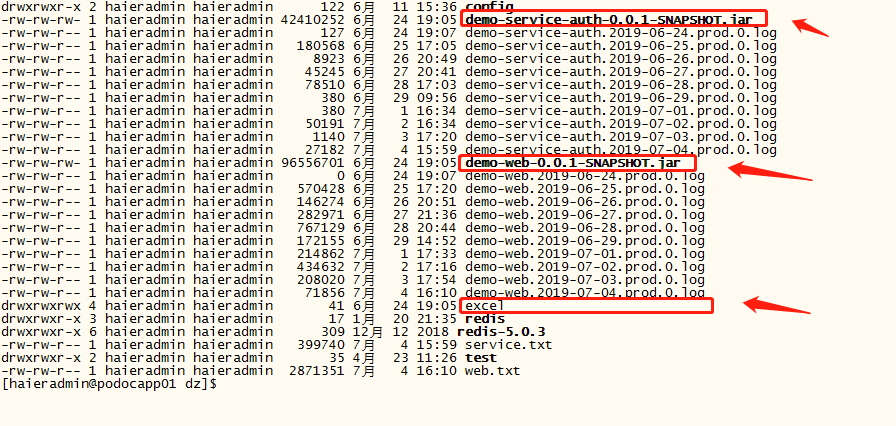 drwxrwxr-x 2 haieradmin haieradmin 122 6月 11 15:36 config
-rw-rw-rw- 1 haieradmin haieradmin 42410252 6月 24 19:05 demo-service-auth-0.0.1-SNAPSHOT.jar
-rw-rw-r-- 1 haieradmin haieradmin 127 6月 24 19:07 demo-service-auth.2019-06-24.prod.0.log
-rw-rw-r-- 1 haieradmin haieradmin 180568 6月 25 17:05 demo-service-auth.2019-06-25.prod.0.log
-rw-rw-r-- 1 haieradmin haieradmin 8923 6月 26 20:49 demo-service-auth.2019-06-26.prod.0.log
-rw-rw-r-- 1 haieradmin haieradmin 45245 6月 27 20:41 demo-service-auth.2019-06-27.prod.0.log
-rw-rw-r-- 1 haieradmin haieradmin 78510 6月 28 17:03 demo-service-auth.2019-06-28.prod.0.log
-rw-rw-r-- 1 haieradmin haieradmin 380 6月 29 09:56 demo-service-auth.2019-06-29.prod.0.log
-rw-rw-r-- 1 haieradmin haieradmin 380 7月 1 16:34 demo-service-auth.2019-07-01.prod.0.log
-rw-rw-r-- 1 haieradmin haieradmin 50191 7月 2 16:34 demo-service-auth.2019-07-02.prod.0.log
-rw-rw-r-- 1 haieradmin haieradmin 1140 7月 3 17:20 demo-service-auth.2019-07-03.prod.0.log
-rw-rw-r-- 1 haieradmin haieradmin 27182 7月 4 15:59 demo-service-auth.2019-07-04.prod.0.log
-rw-rw-rw- 1 haieradmin haieradmin 96556701 6月 24 19:05 demo-web-0.0.1-SNAPSHOT.jar
-rw-rw-r-- 1 haieradmin haieradmin 0 6月 24 19:07 demo-web.2019-06-24.prod.0.log
-rw-rw-r-- 1 haieradmin haieradmin 570428 6月 25 17:20 demo-web.2019-06-25.prod.0.log
-rw-rw-r-- 1 haieradmin haieradmin 146274 6月 26 20:51 demo-web.2019-06-26.prod.0.log
-rw-rw-r-- 1 haieradmin haieradmin 282971 6月 27 21:36 demo-web.2019-06-27.prod.0.log
-rw-rw-r-- 1 haieradmin haieradmin 767129 6月 28 20:44 demo-web.2019-06-28.prod.0.log
-rw-rw-r-- 1 haieradmin haieradmin 172155 6月 29 14:52 demo-web.2019-06-29.prod.0.log
-rw-rw-r-- 1 haieradmin haieradmin 214862 7月 1 17:33 demo-web.2019-07-01.prod.0.log
-rw-rw-r-- 1 haieradmin haieradmin 434632 7月 2 17:16 demo-web.2019-07-02.prod.0.log
-rw-rw-r-- 1 haieradmin haieradmin 208020 7月 3 17:54 demo-web.2019-07-03.prod.0.log
-rw-rw-r-- 1 haieradmin haieradmin 71856 7月 4 16:10 demo-web.2019-07-04.prod.0.log
drwxrwxrwx 4 haieradmin haieradmin 41 6月 24 19:05 excel
drwxrwxr-x 3 haieradmin haieradmin 17 1月 20 21:35 redis
drwxrwxr-x 6 haieradmin haieradmin 309 12月 12 2018 redis-5.0.3
-rw-rw-r-- 1 haieradmin haieradmin 399740 7月 4 15:59 service.txt
drwxrwxr-x 2 haieradmin haieradmin 35 4月 23 11:26 test
-rw-rw-r-- 1 haieradmin haieradmin 2871351 7月 4 16:10 web.txt
[haieradmin@podocapp01 dz]$